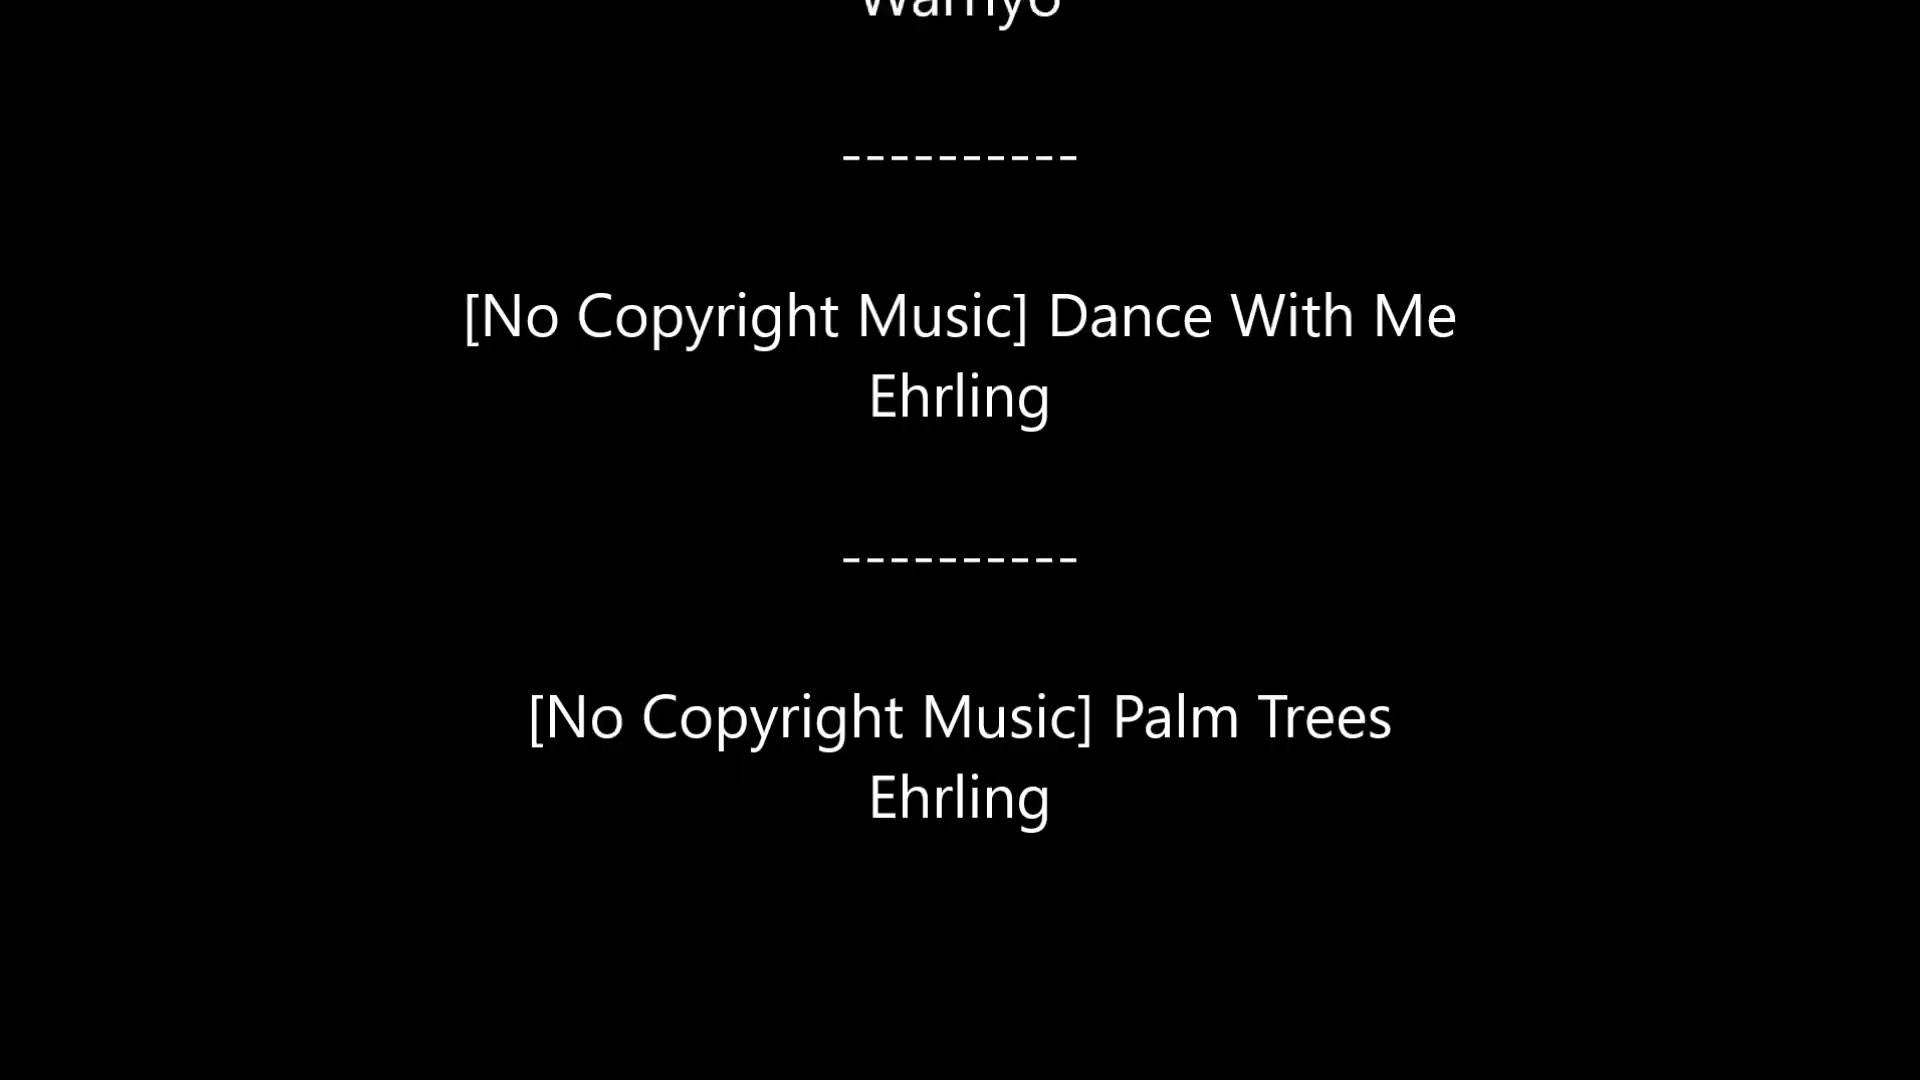 ----------
[No Copyright Music] Dance With Me
Ehrling
----------
[No Copyright Music] Palm Trees
Ehrling